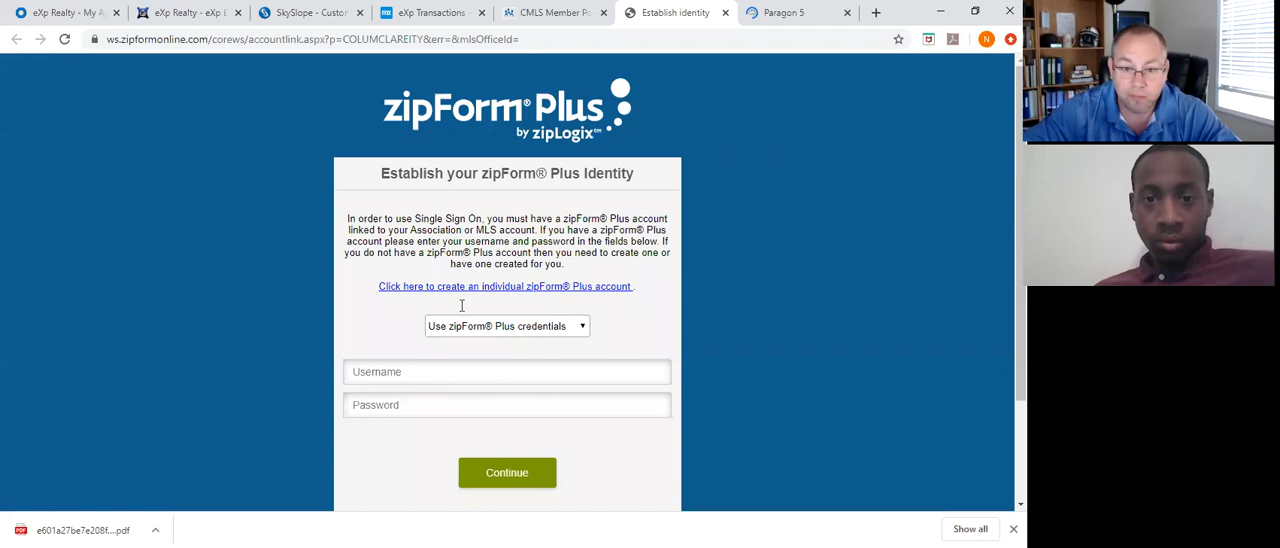 eXp Realty - My A
eXp Realty - eXp E
SkySlope - Custom
eXp Transactions -
CMLS Member Po
Establish identity
Paragon 5
ws.zipformonline.com/corews/accountlink.aspx?p=COLUMCLAREITY&err=&mlsOfficeId=
N
zipForm® Plus
by zipLogix™
Establish your zipForm® Plus Identity
In order to use Single Sign On, you must have a zipForm® Plus account
linked to your Association or MLS account. If you have a zipForm® Plus
account please enter your username and password in the fields below. If
you do not have a zipForm® Plus account then you need to create one or
have one created for you.
Click here to create an individual zipForm® Plus account .
Use zipForm® Plus credentials
Username
Password
Continue
e601a27be7e208f....pdf
Show all